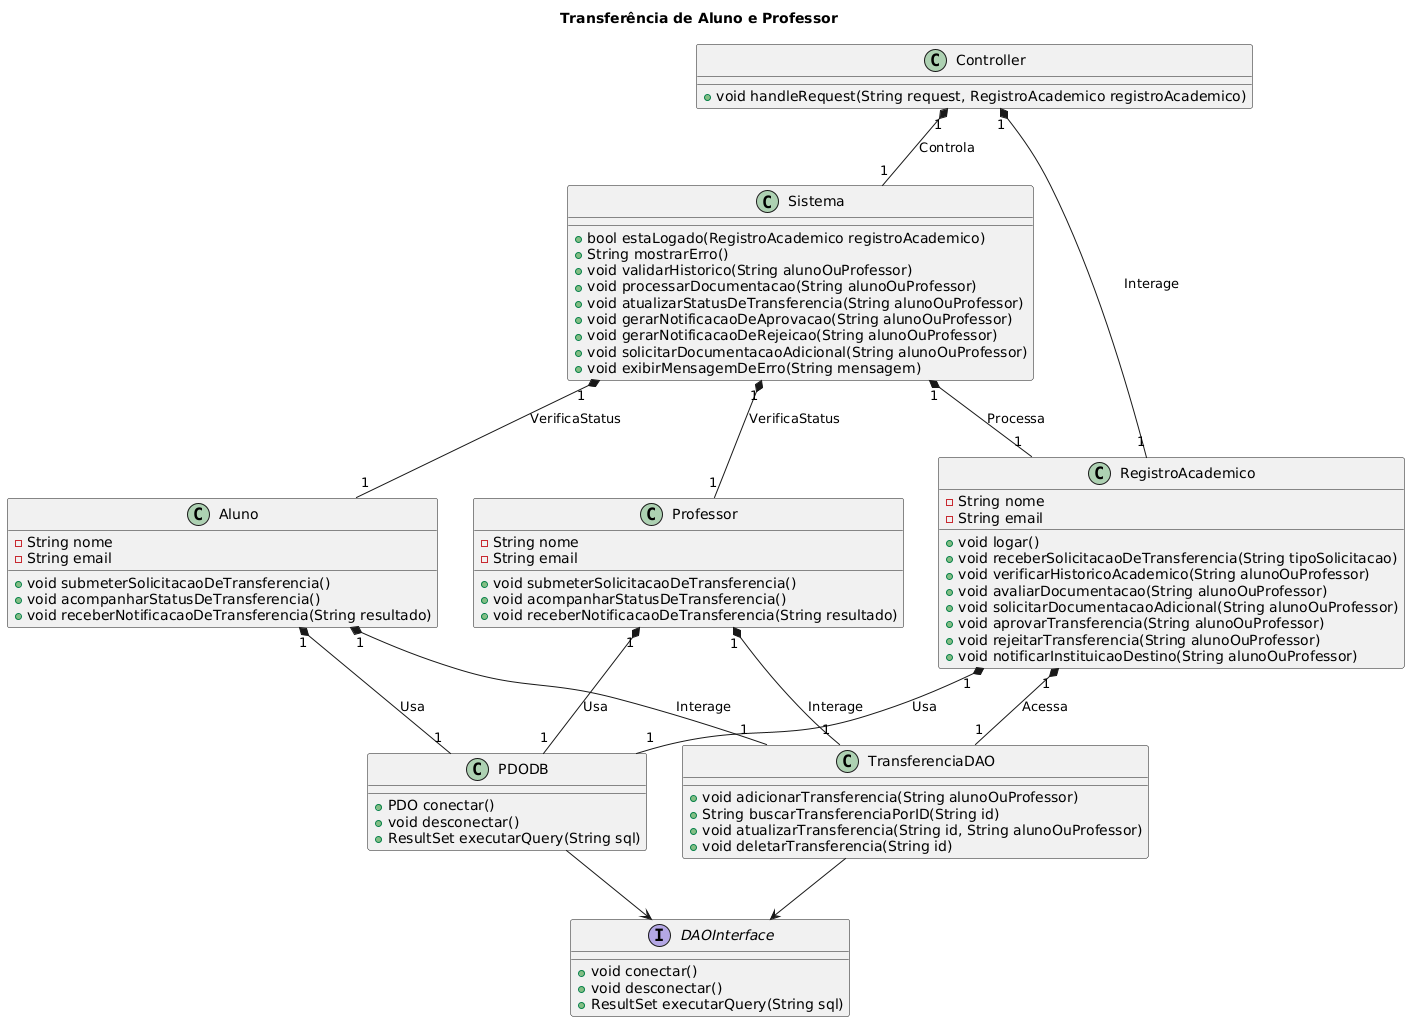 Transferência de Aluno e Professor
C Controller
void handleRequest(String request, RegistroAcademico registroAcademico)
1
1
Controla
1
Interage
C Sistema
bool estaLogado(RegistroAcademico registroAcademico)
String mostrarErro()
void validarHistorico(String alunoOuProfessor)
void processarDocumentacao(String alunoOuProfessor)
void atualizarStatusDeTransferencia(String alunoOuProfessor)
void gerarNotificacaoDeAprovacao(String alunoOuProfessor)
void gerarNotificacaoDeRejeicao(String alunoOuProfessor)
void solicitarDocumentacaoAdicional(String alunoOuProfessor)
void exibirMensagemDeErro(String mensagem)
1
1
1
VerificaStatus
VerificaStatus
Processa
1
1
1
1
C Aluno
String nome
String email
void submeterSolicitacaoDeTransferencia()
void acompanharStatusDeTransferencia()
void receberNotificacaoDeTransferencia(String resultado)
C Professor
String nome
String email
void submeterSolicitacaoDeTransferencia()
void acompanharStatusDeTransferencia()
void receberNotificacaoDeTransferencia(String resultado)
C RegistroAcademico
String nome
String email
void logar()
void receberSolicitacaoDeTransferencia(String tipoSolicitacao)
void verificarHistoricoAcademico(String alunoOuProfessor)
void avaliarDocumentacao(String alunoOuProfessor)
void solicitarDocumentacaoAdicional(String alunoOuProfessor)
void aprovarTransferencia(String alunoOuProfessor)
void rejeitarTransferencia(String alunoOuProfessor)
void notificarInstituicaoDestino(String alunoOuProfessor)
1
1
1
1
1
1
Usa
Usa
Interage
Interage
Usa
Acessa
1
1
1
1
1
1
C PDODB
PDO conectar()
void desconectar()
ResultSet executarQuery(String sql)
C TransferenciaDAO
void adicionarTransferencia(String alunoOuProfessor)
String buscarTransferenciaPorID(String id)
void atualizarTransferencia(String id, String alunoOuProfessor)
void deletarTransferencia(String id)
I DAOInterface
void conectar()
void desconectar()
ResultSet executarQuery(String sql)